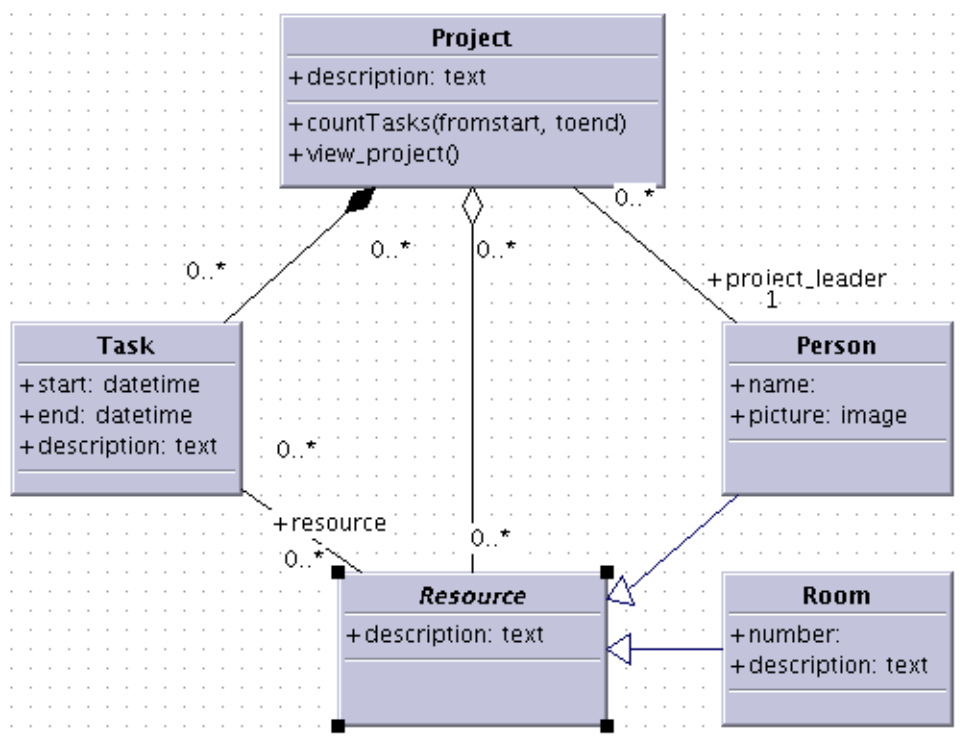 Project
+description: text
+countTasks(fromstart, toend)
+view_project()
0..*
0..*
0..*
0..*
+project_leader
1
Task
+start: datetime
+end: datetime
+description: text
Person
+name:
+picture: image
0..*
+resource
0..*
0..*
Resource
+description: text
Room
+number:
+description: text